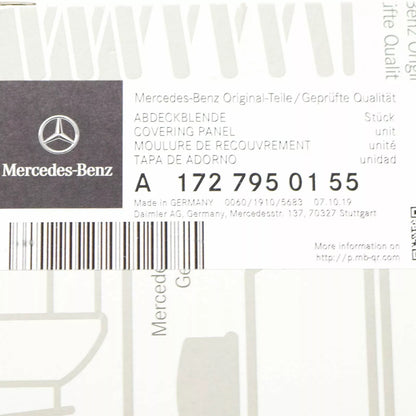 Mercedes-Benz
Mercedes-Benz Original-Teile/Geprüfte Qualität
ABDECKBLENDE Stück
COVERING PANEL unit
MOULURE DE RECOUVREMENT unité
TAPA DE ADORNO unidad
A 172 795 01 55
Made in GERMANY 0060/1910/5683 07.10.19
Daimler AG, Germany, Mercedesstr. 137, 70327 Stuttgart
More information on
http://p.mb-qr.com/